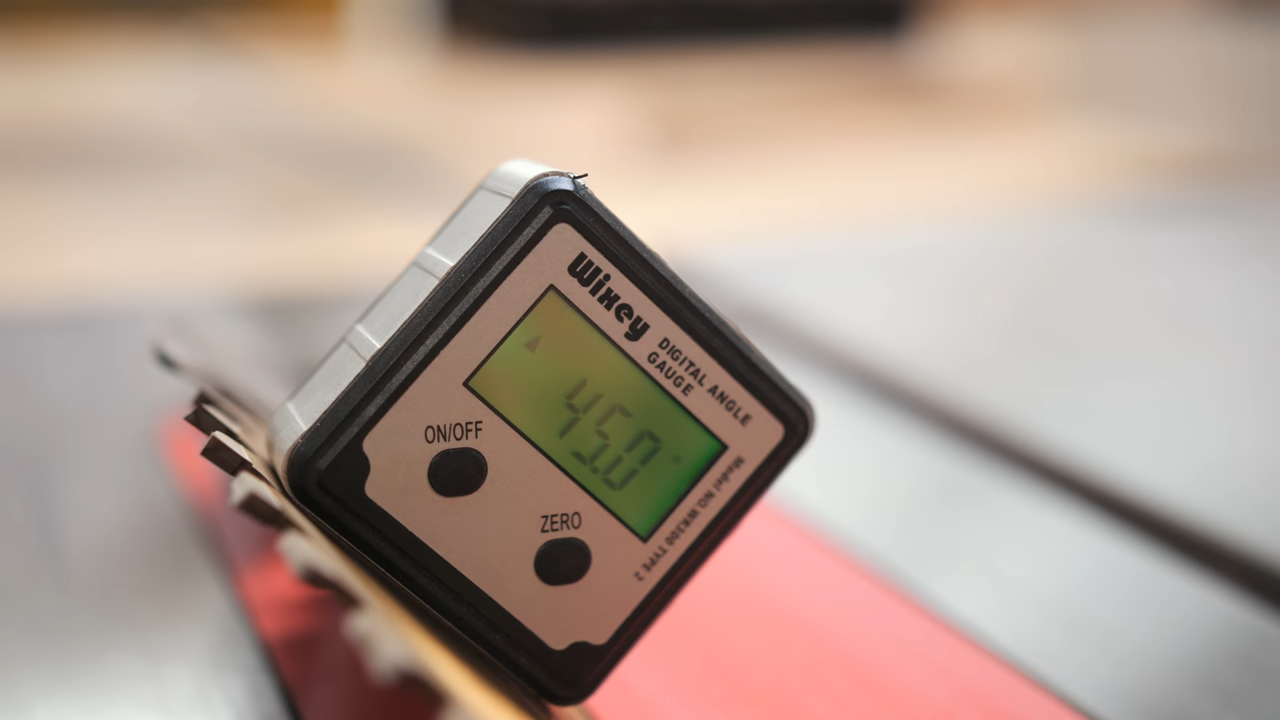 Wixey
DIGITAL ANGLE
GAUGE
45.0°
ON/OFF
ZERO
Model NO.WR300 TYPE 2